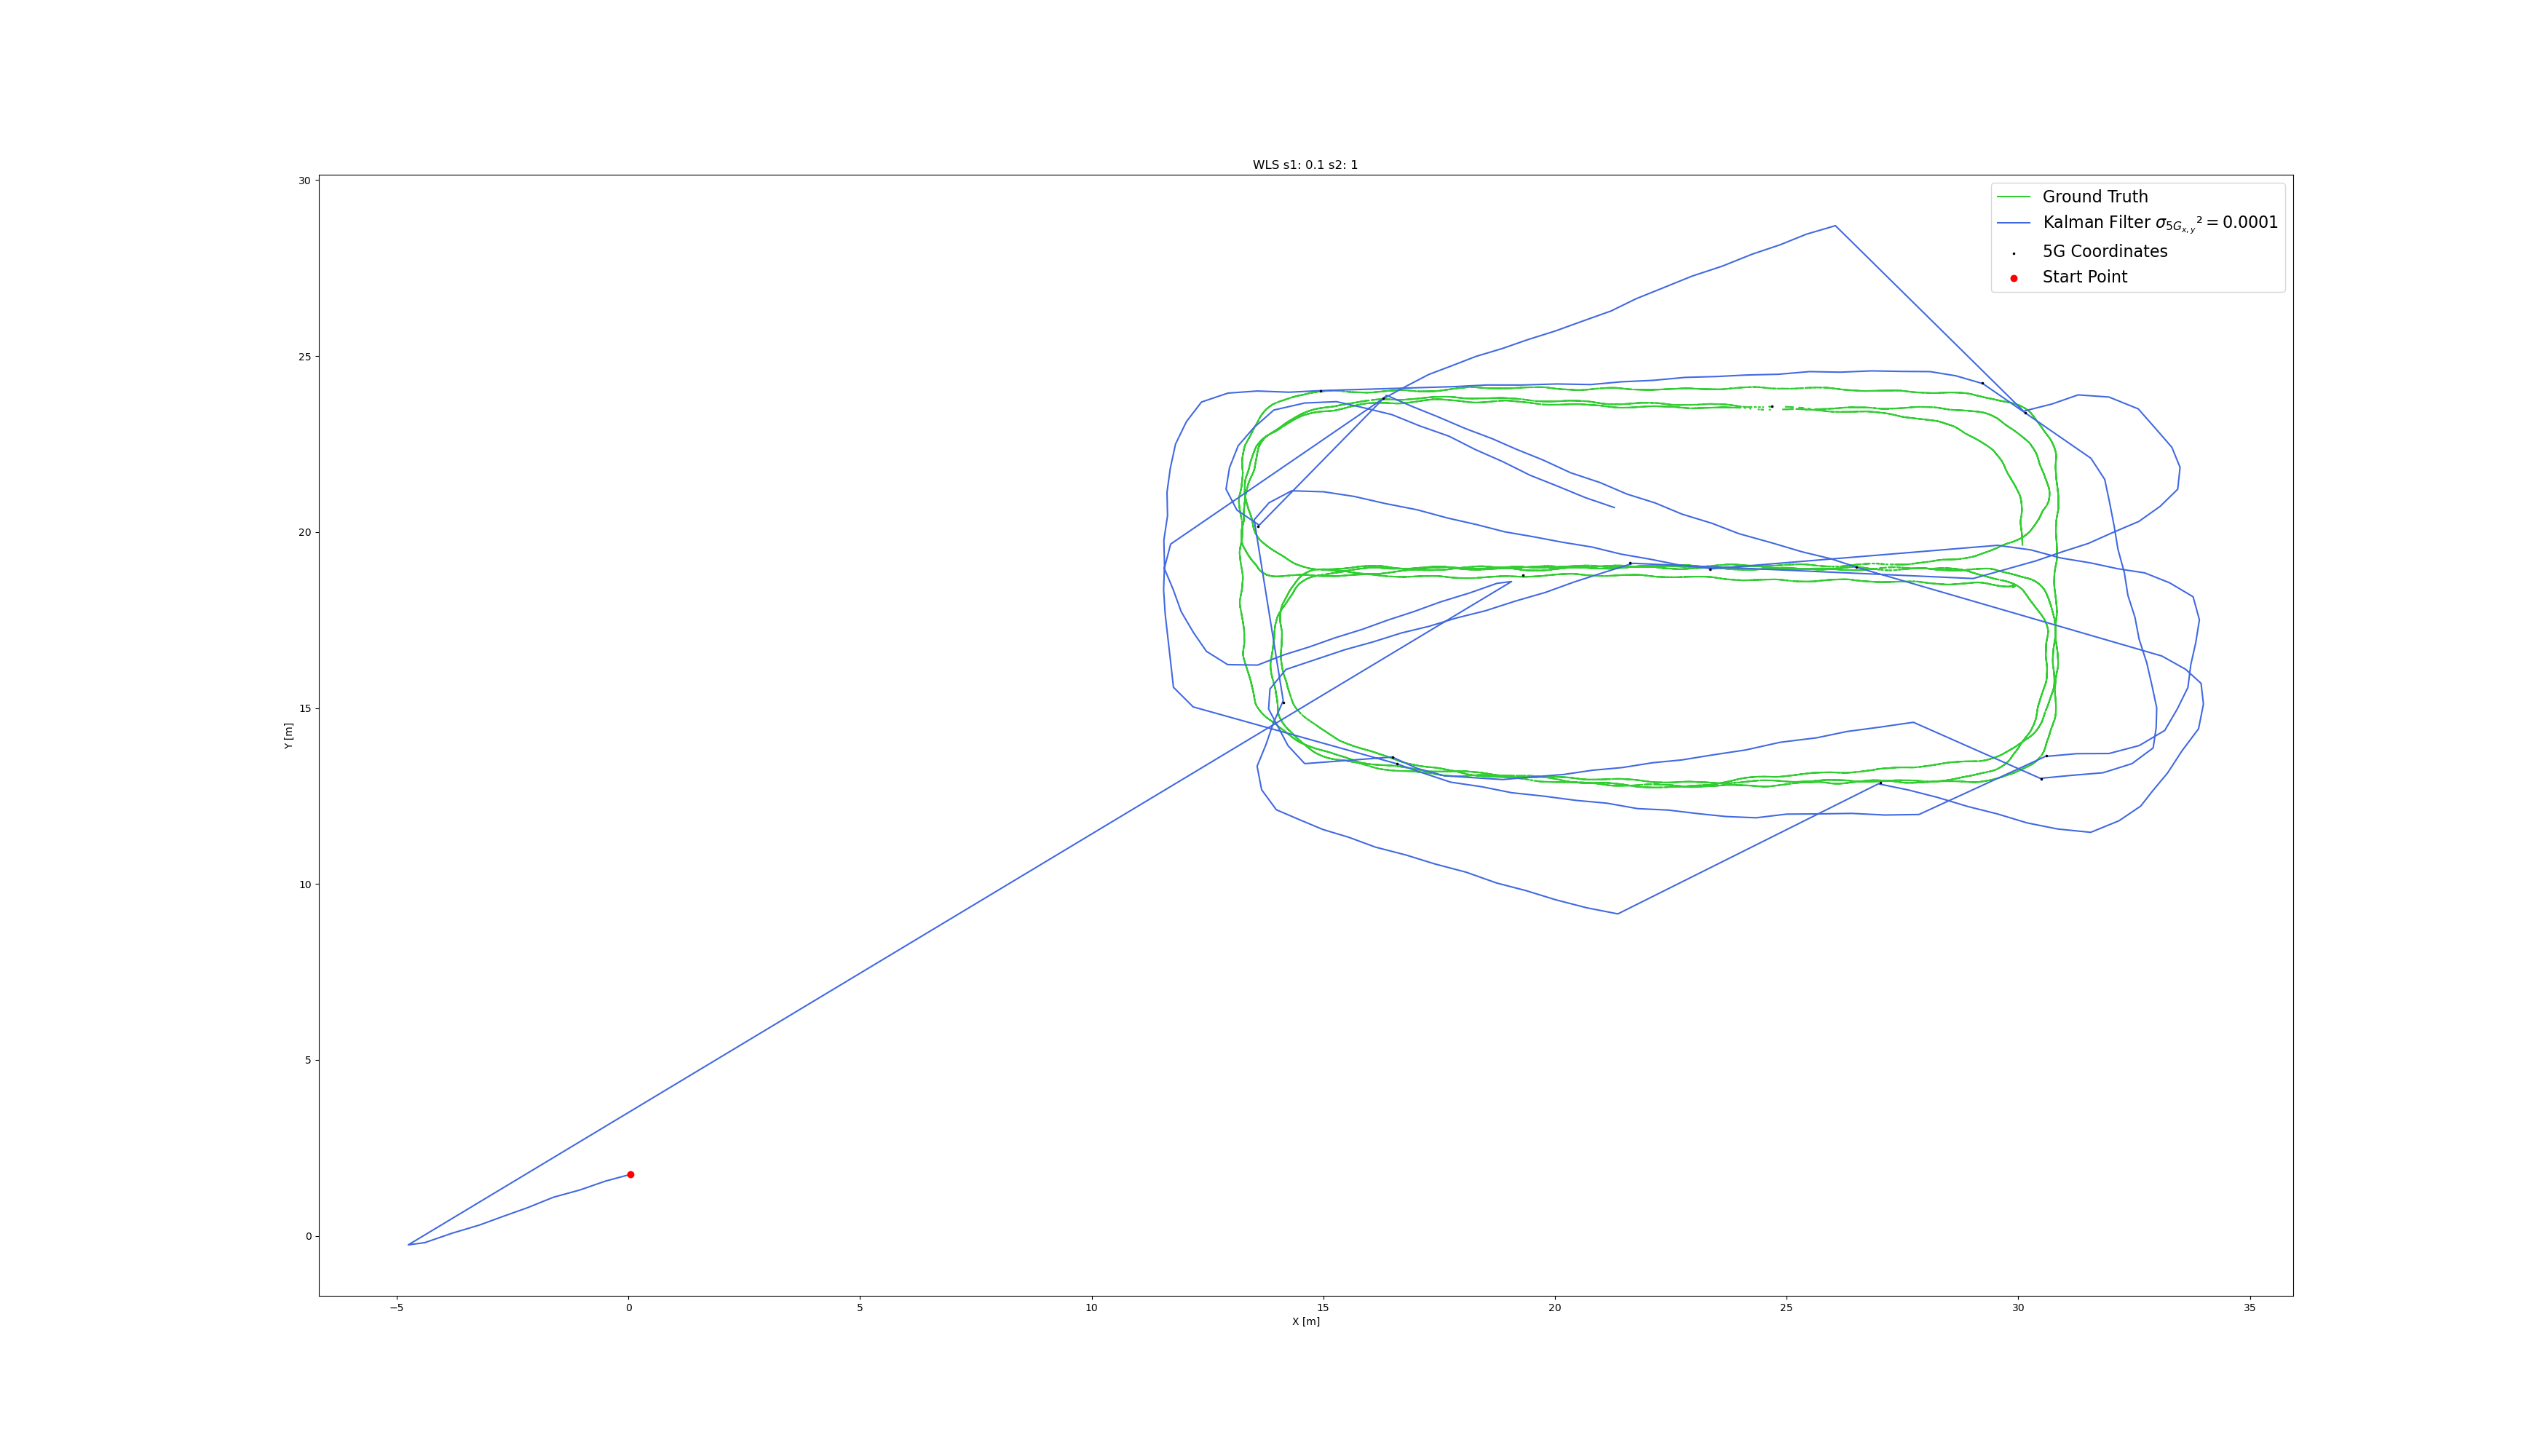 WLS s1: 0.1 s2: 1
Ground Truth
Kalman Filter σ5Gx,y² = 0.0001
5G Coordinates
Start Point
30
25
20
15
10
5
0
Y [m]
−5
0
5
10
15
20
25
30
35
X [m]